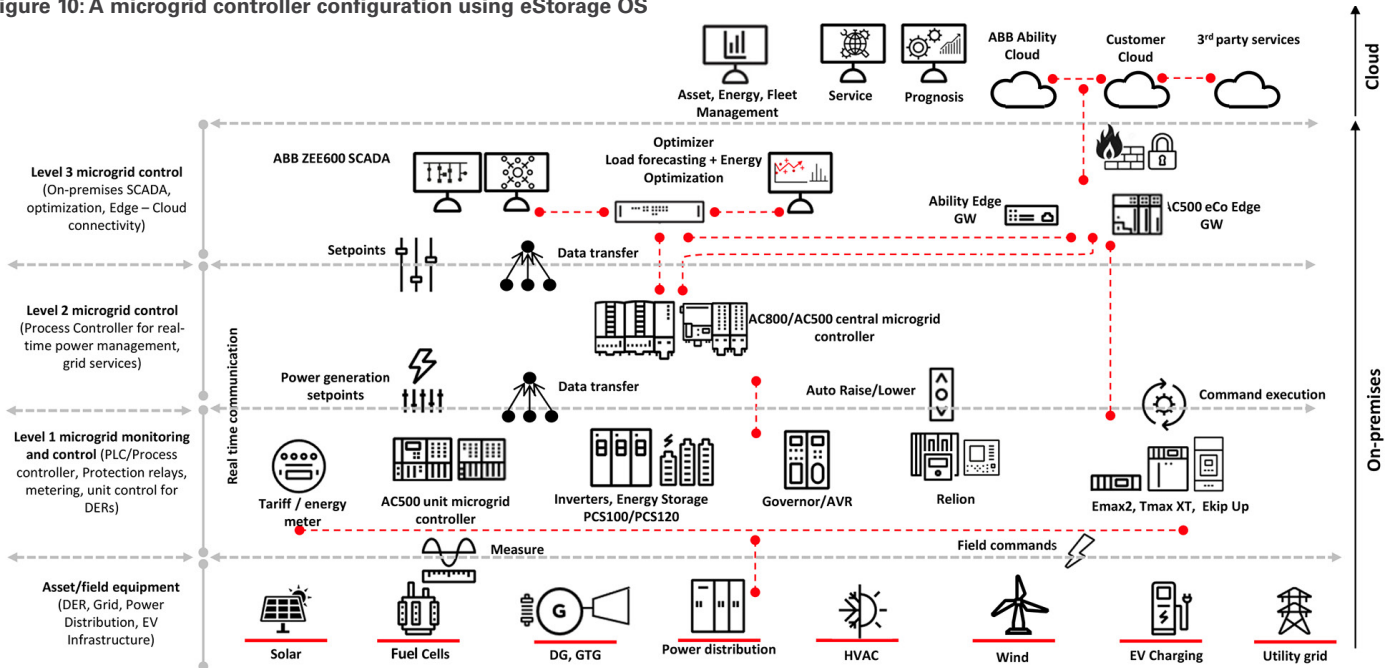 igure 10: A microgrid controller configuration using eStorage OS
Asset, Energy, Fleet
Management
Service
Prognosis
ABB Ability
Cloud
Customer
Cloud
3rd party services
Cloud
Level 3 microgrid control
(On-premises SCADA,
optimization, Edge – Cloud
connectivity)
ABB ZEE600 SCADA
Optimizer
Load forecasting + Energy
Optimization
Ability Edge
GW
AC500 eCo Edge
GW
Setpoints
Data transfer
Level 2 microgrid control
(Process Controller for real-
time power management,
grid services)
Real time communication
AC800/AC500 central microgrid
controller
Power generation
setpoints
Data transfer
Auto Raise/Lower
Command execution
On-premises
Level 1 microgrid monitoring
and control (PLC/Process
controller, Protection relays,
metering, unit control for
DERs)
Tariff / energy
meter
AC500 unit microgrid
controller
Inverters, Energy Storage
PCS100/PCS120
Governor/AVR
Relion
Emax2, Tmax XT, Ekip Up
Measure
Field commands
Asset/field equipment
(DER, Grid, Power
Distribution, EV
Infrastructure)
G
Solar
Fuel Cells
DG, GTG
Power distribution
HVAC
Wind
EV Charging
Utility grid